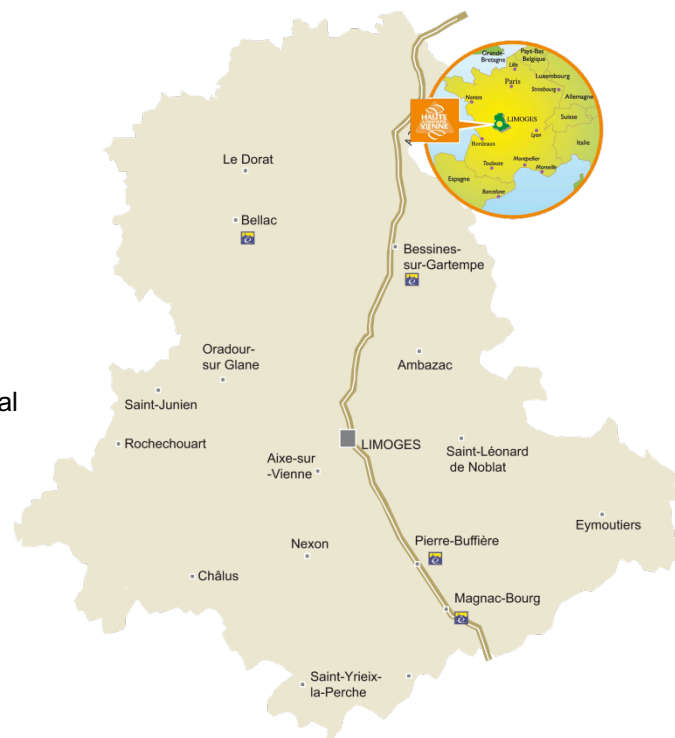 Grande-
Bretagne
Pays-Bas
Belgique
Lille
Luxembourg
Paris
Strasbourg
Allemagne
Nantes
HAUTE
VIENNE
LIMOGES
Suisse
Lyon
Bordeaux
Italie
Toulouse
Montpellier
Marseille
Espagne
Barcelone
Le Dorat
Bellac
Bessines-
sur-Gartempe
Oradour-
sur Glane
Ambazac
al
Saint-Junien
Rochechouart
LIMOGES
Aixe-sur
-Vienne
Saint-Léonard
de Noblat
Eymoutiers
Pierre-Buffière
Nexon
Châlus
Magnac-Bourg
Saint-Yrieix-
la-Perche